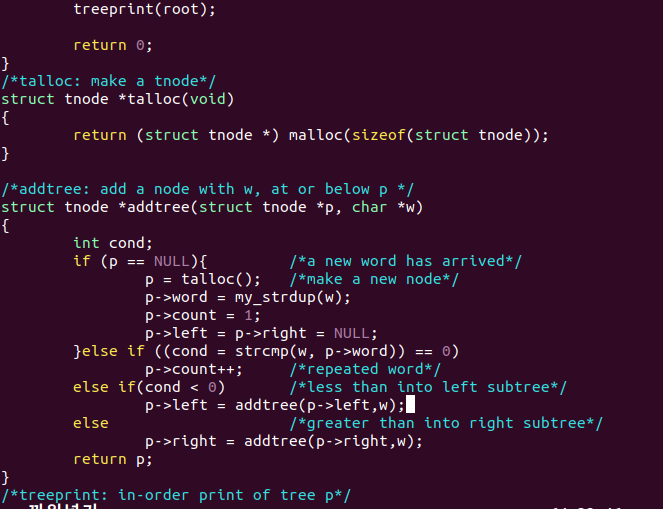 treeprint(root);
return 0;
}
/*talloc: make a tnode*/
struct tnode *talloc(void)
{
return (struct tnode *) malloc(sizeof(struct tnode));
}
/*addtree: add a node with w, at or below p */
struct tnode *addtree(struct tnode *p, char *w)
{
int cond;
if (p == NULL){ /*a new word has arrived*/
p = talloc(); /*make a new node*/
p->word = my_strdup(w);
p->count = 1;
p->left = p->right = NULL;
}else if ((cond = strcmp(w, p->word)) == 0)
p->count++; /*repeated word*/
else if(cond < 0) /*less than into left subtree*/
p->left = addtree(p->left,w);
else /*greater than into right subtree*/
p->right = addtree(p->right,w);
return p;
}
/*treeprint: in-order print of tree p*/